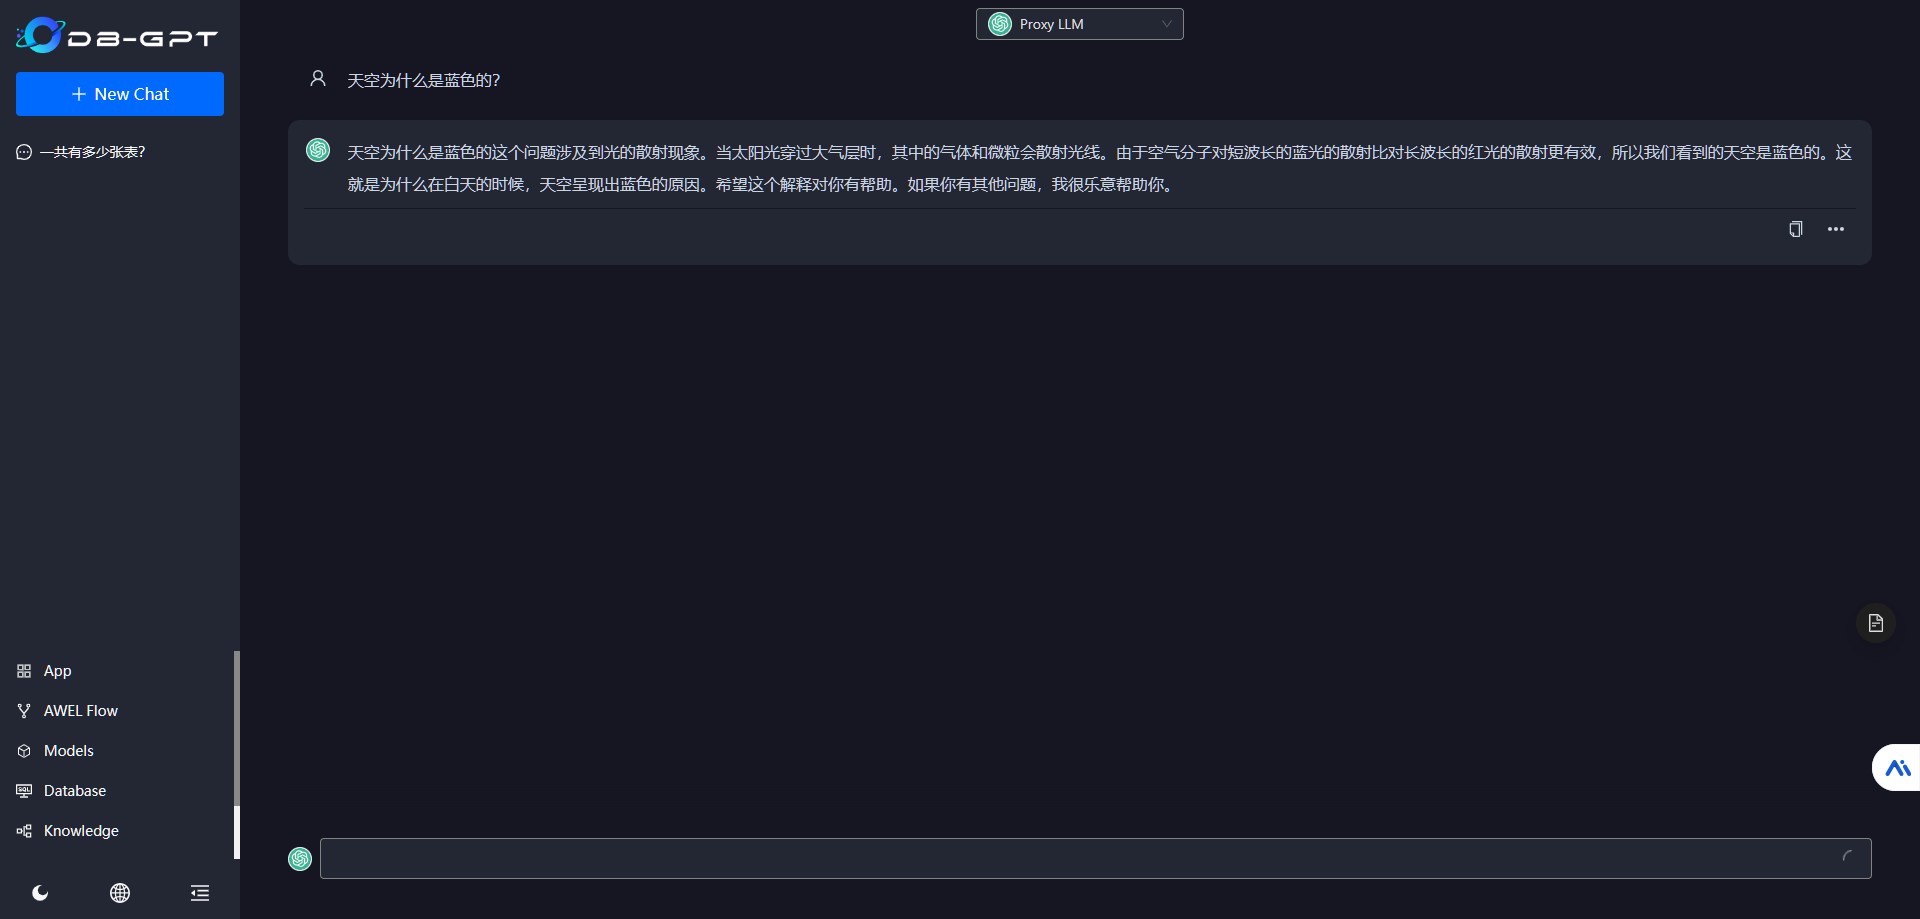 DB-GPT
New Chat
一共有多少张表?
App
AWEL Flow
Models
Database
Knowledge
Proxy LLM
天空为什么是蓝色的?
天空为什么是蓝色的这个问题涉及到光的散射现象。当太阳光穿过大气层时，其中的气体和微粒会散射光线。由于空气分子对短波长的蓝光的散射比对长波长的红光的散射更有效，所以我们看到的天空是蓝色的。这
就是为什么在白天的时候，天空呈现出蓝色的原因。希望这个解释对你有帮助。如果你有其他问题，我很乐意帮助你。